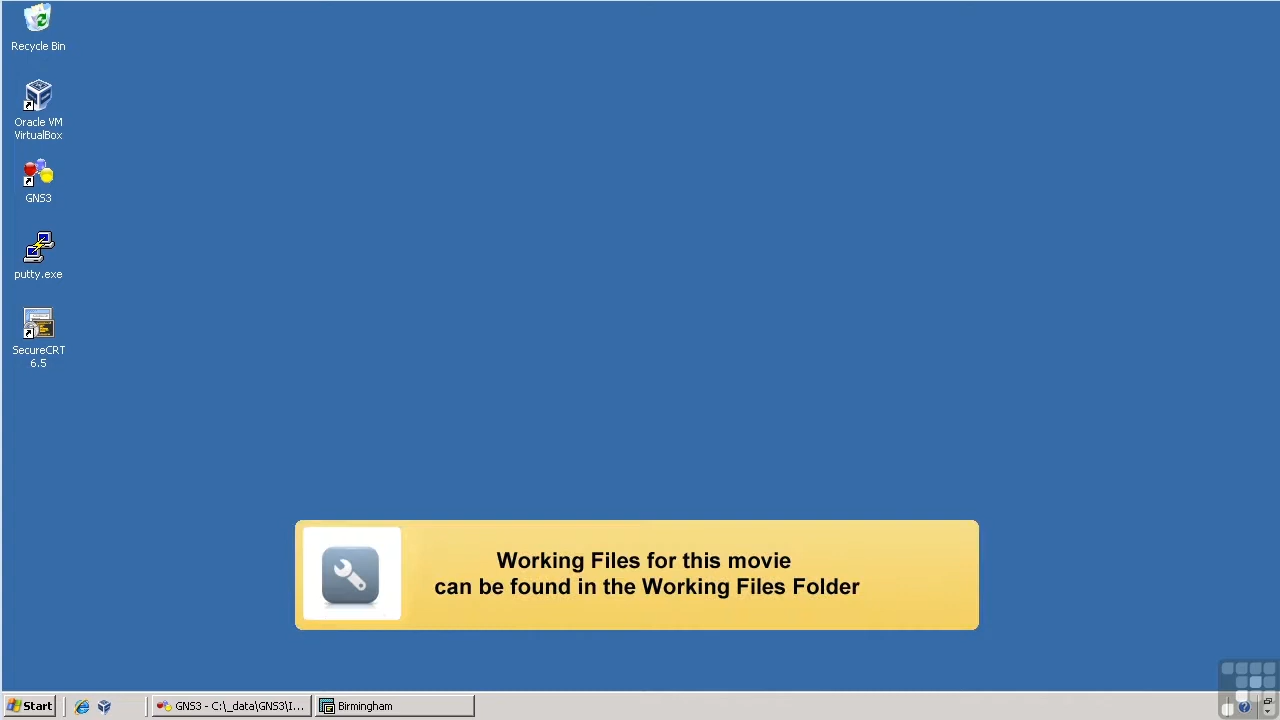 Recycle Bin
Oracle VM
VirtualBox
GNS3
putty.exe
SecureCRT
6.5
Working Files for this movie
can be found in the Working Files Folder
Start
GNS3 - C:\_data\GNS3\I...
Birmingham